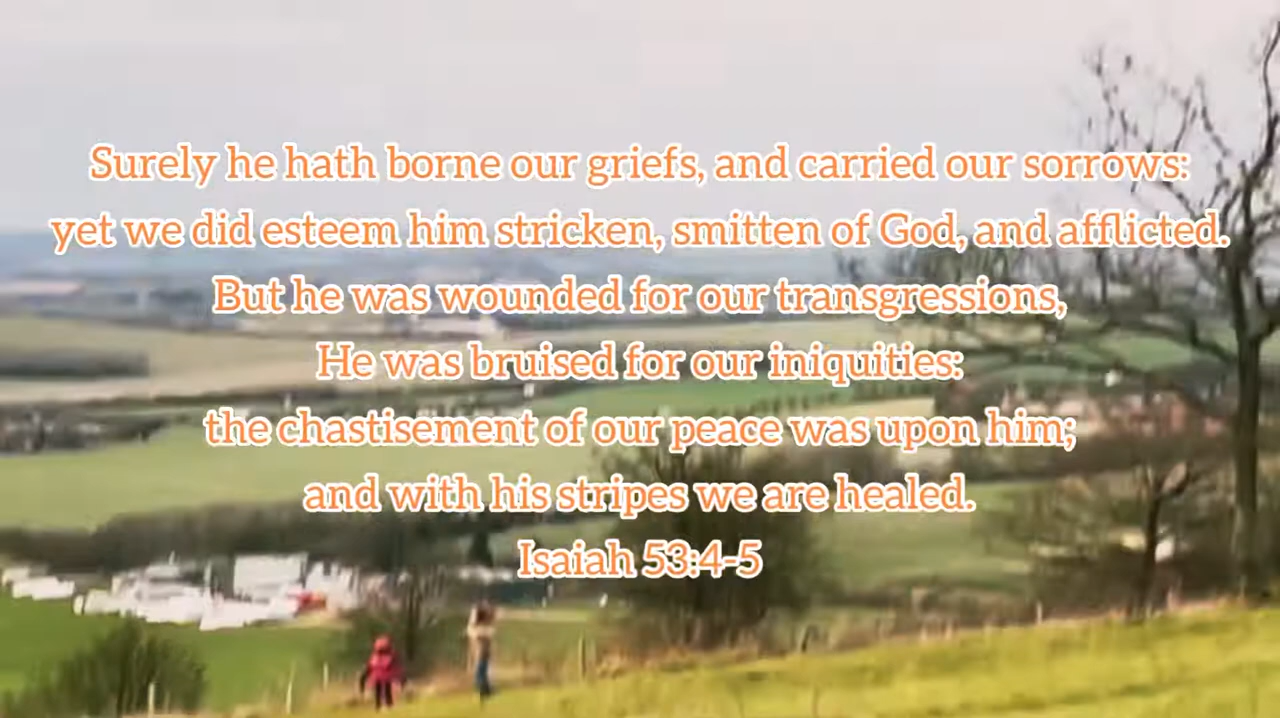 Surely he hath borne our griefs, and carried our sorrows:
yet we did esteem him stricken, smitten of God, and afflicted.
But he was wounded for our transgressions,
He was bruised for our iniquities:
the chastisement of our peace was upon him;
and with his stripes we are healed.
Isaiah 53:4-5